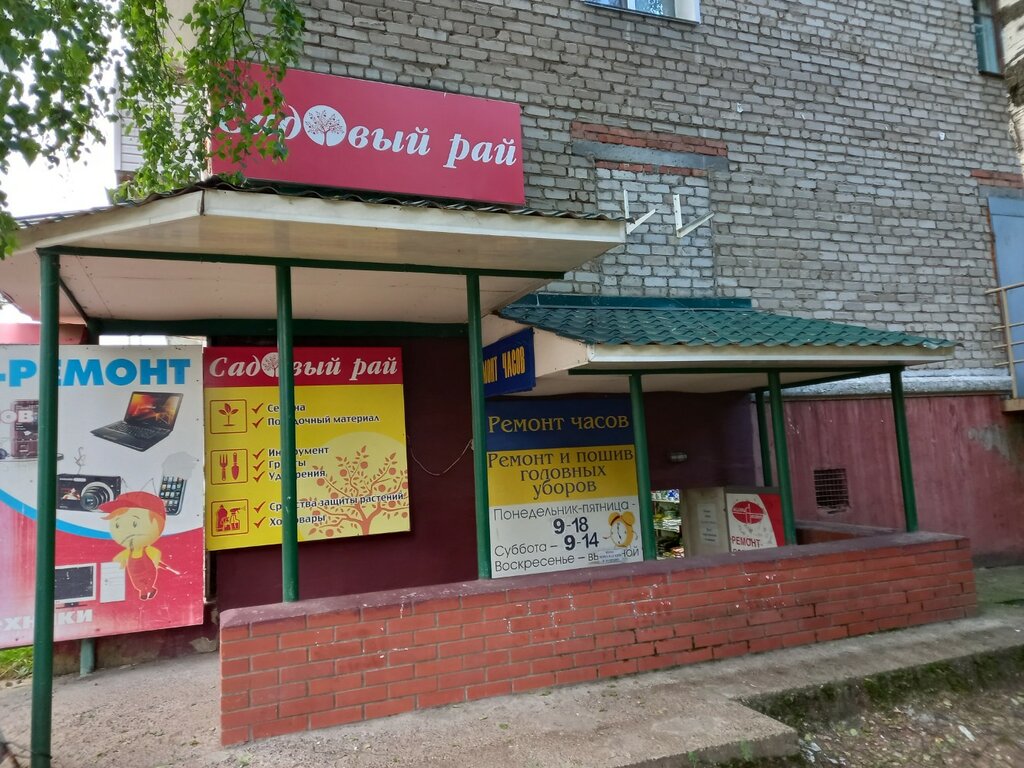 Садовый рай
-РЕМОНТ
Садовый рай
Семена
Посадочный материал
Инструмент
Грунты
Удобрения
Средства защиты растений
Хозтовары
ЧАСОВ
Ремонт часов
Ремонт и пошив
головных
уборов
Понедельник-пятница -
9-18
Суббота – 9-14
Воскресенье –
РЕМОНТ